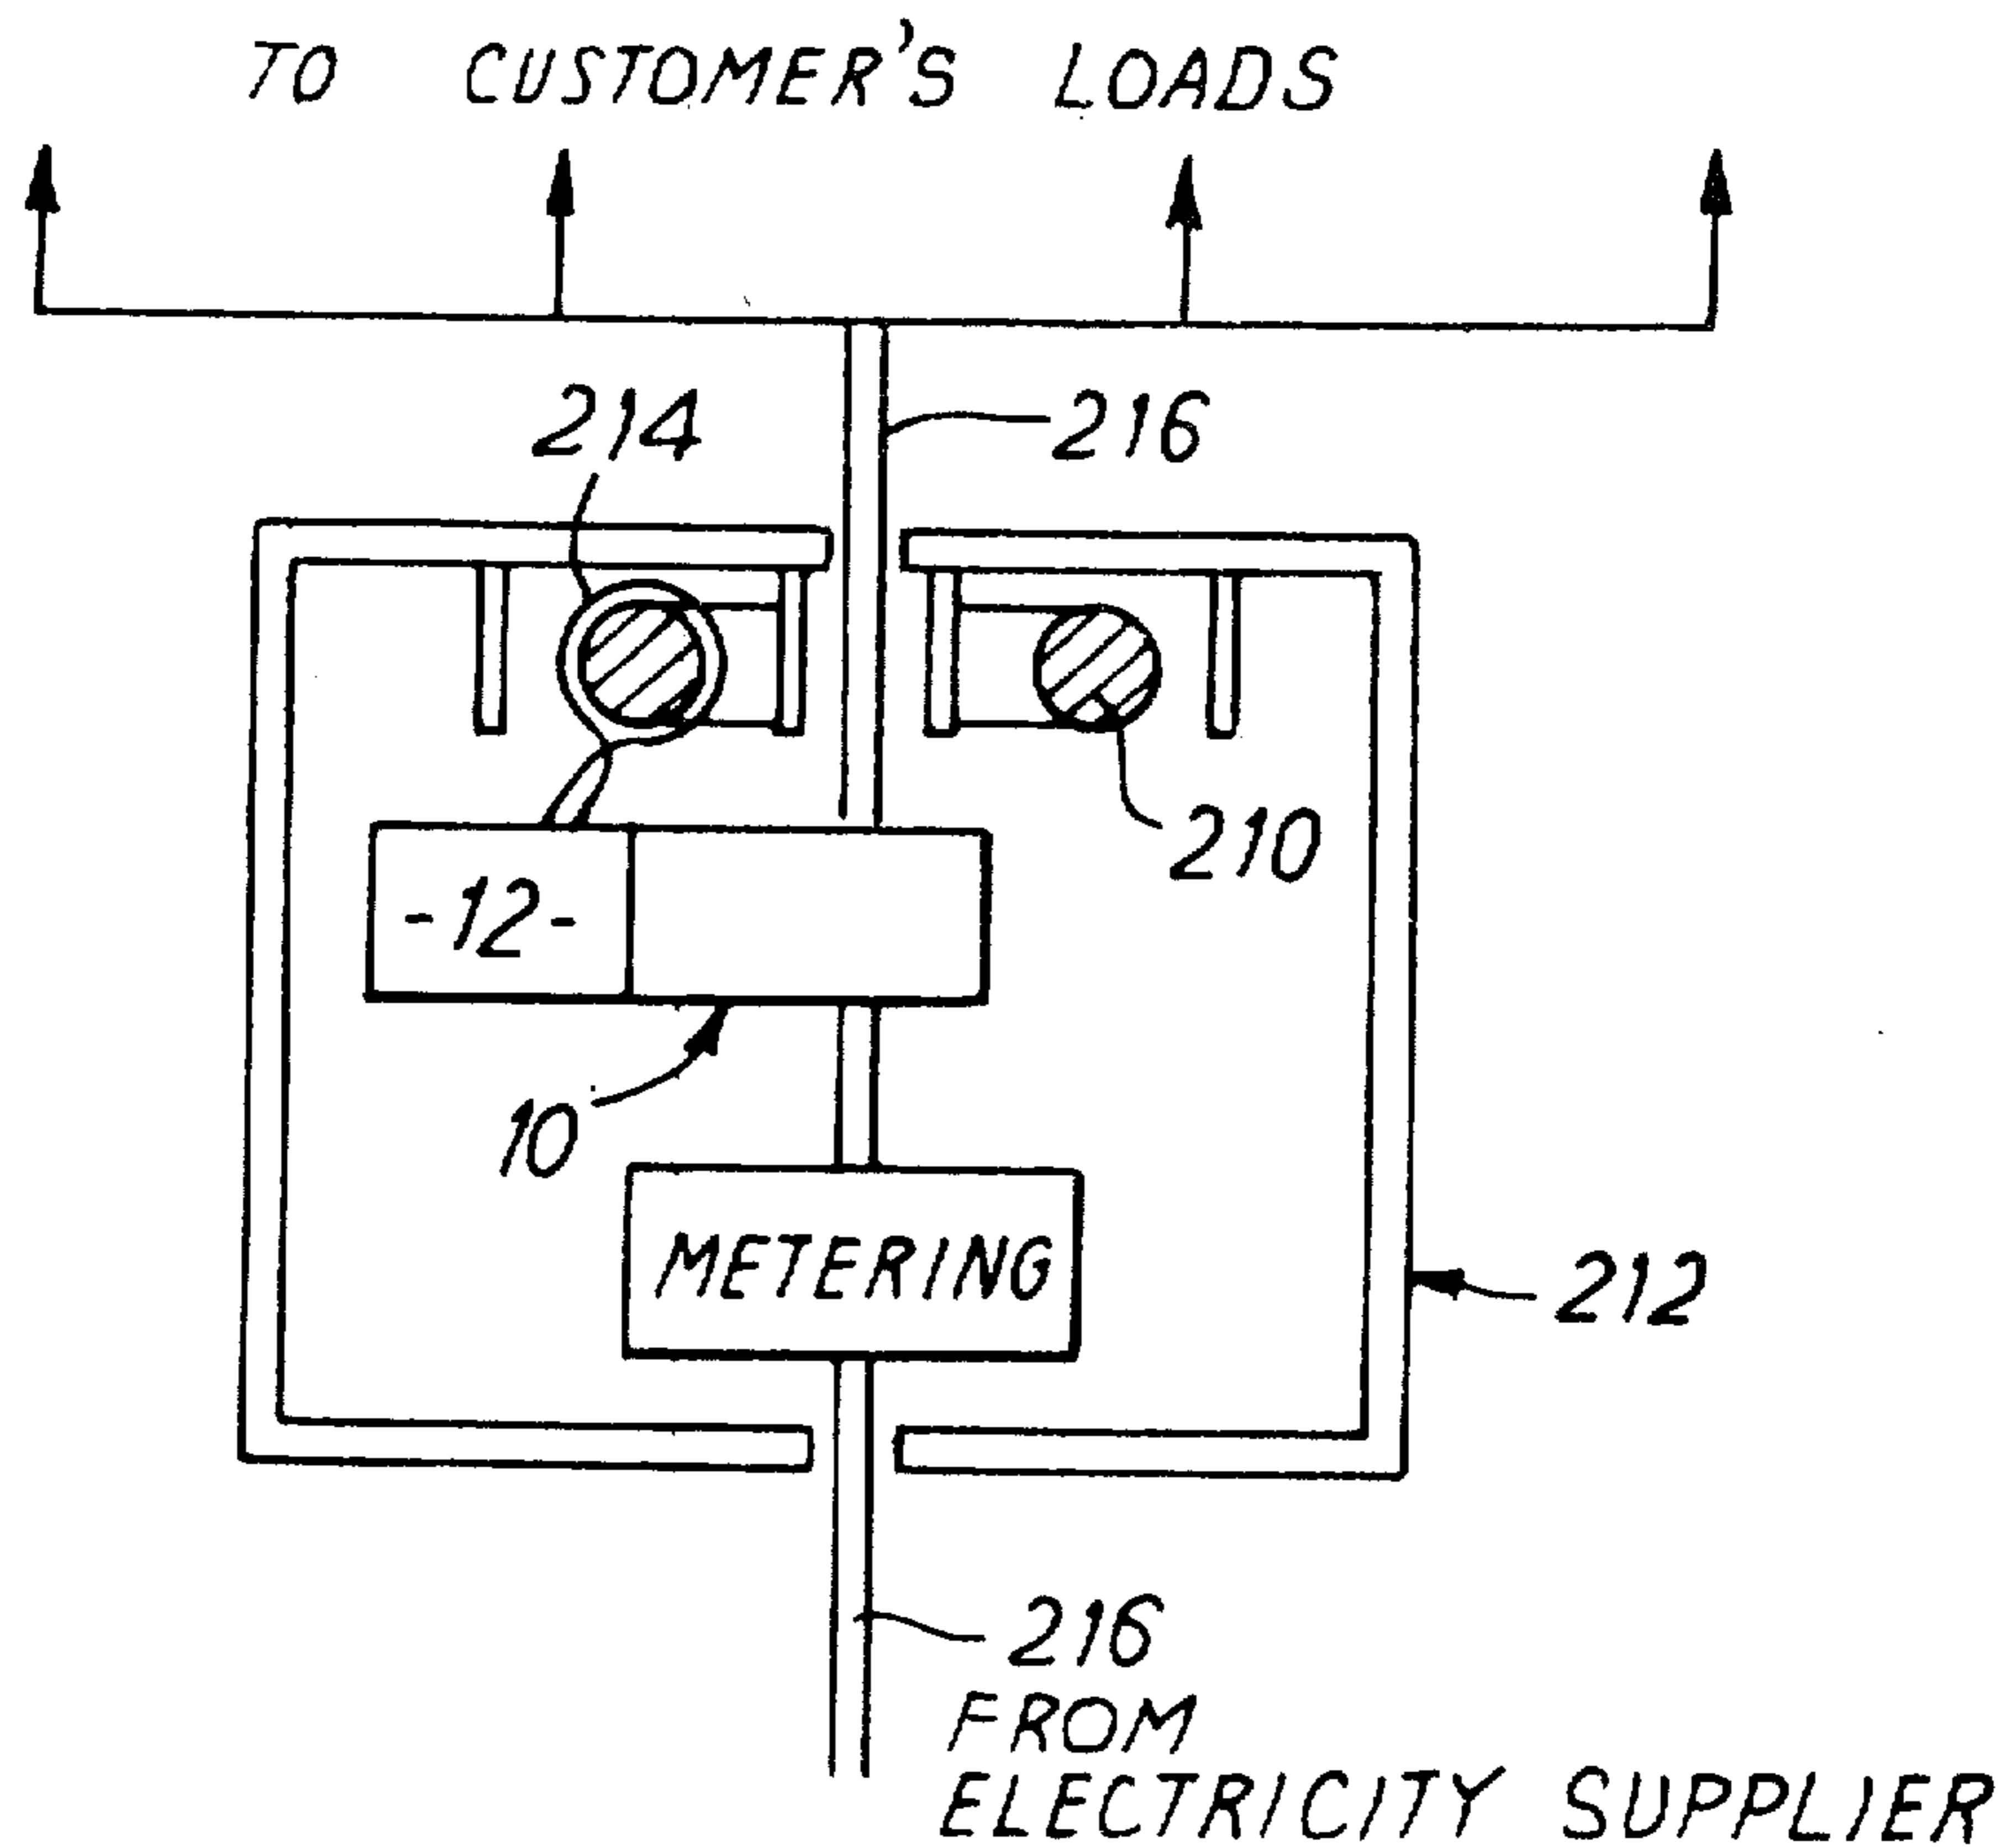 TO CUSTOMER'S LOADS
214
216
210
-12-
10
METERING
212
216
FROM
ELECTRICITY SUPPLIER